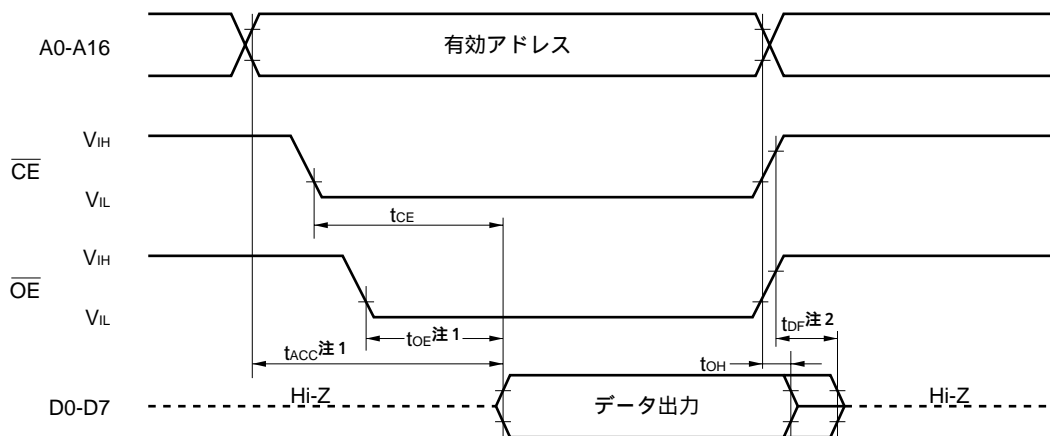 A0-A16
有効アドレス
VIH
CE
VIL
tCE
VIH
OE
VIL
tDF注2
tOE注1
tACC注1
tOH
Hi-Z
データ出力
Hi-Z
D0-D7